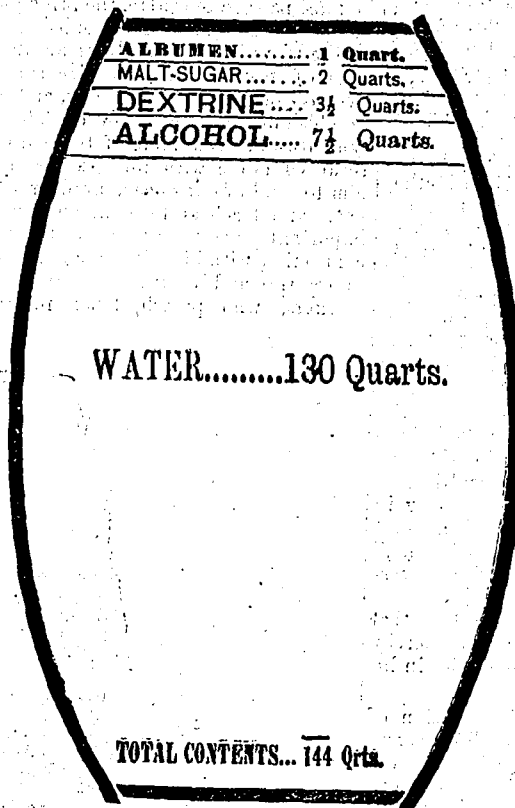 ALBUMEN......... 1 Quart.
MALT-SUGAR....... 2 Quarts.
DEXTRINE.... 3½ Quarts.
ALCOHOL..... 7½ Quarts.
WATER.........130 Quarts.
TOTAL CONTENTS... 144 Qrts.